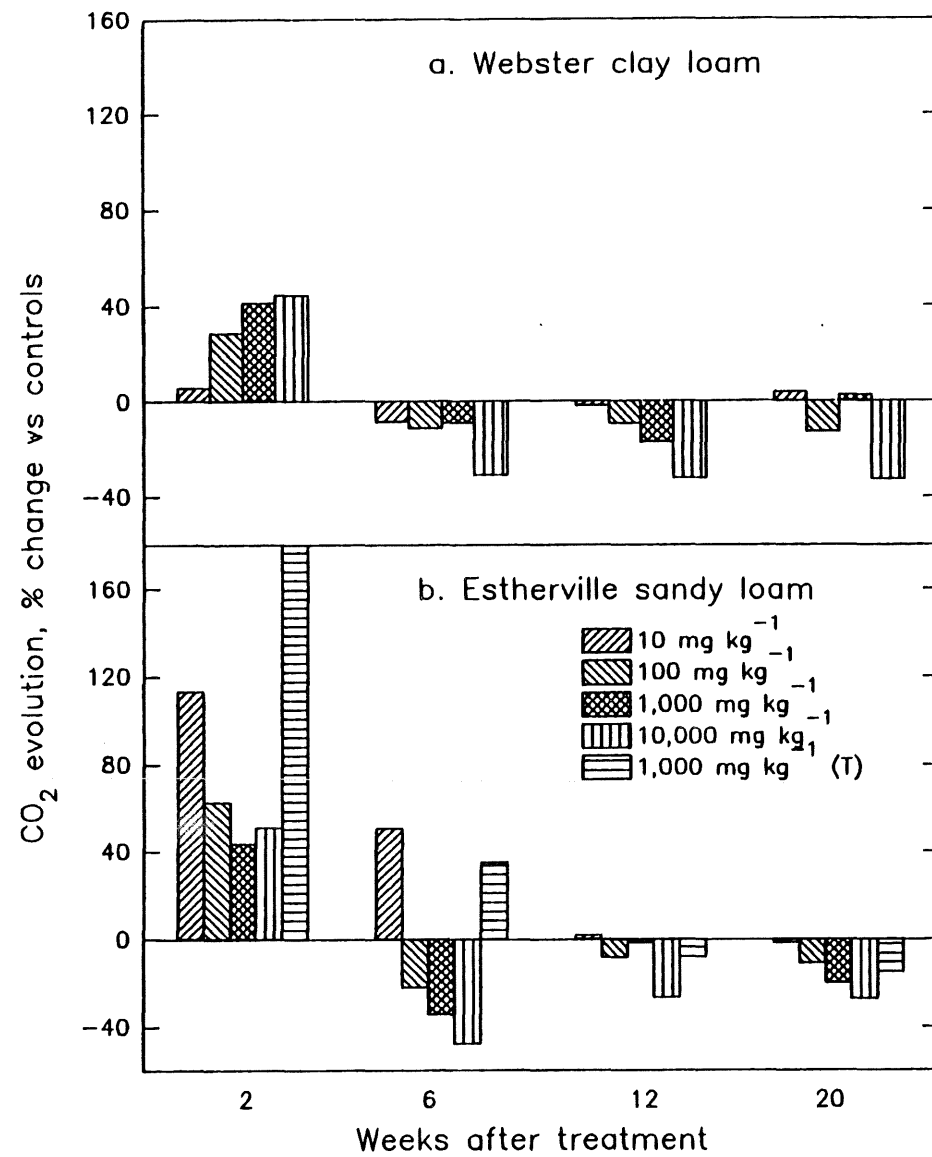 a. Webster clay loam
160
120
80
40
0
−40
b. Estherville sandy loam
160
120
80
40
0
−40
10 mg kg⁻¹
100 mg kg⁻¹
1,000 mg kg⁻¹
10,000 mg kg⁻¹
1,000 mg kg⁻¹ (T)
CO₂ evolution, % change vs controls
2 6 12 20
Weeks after treatment